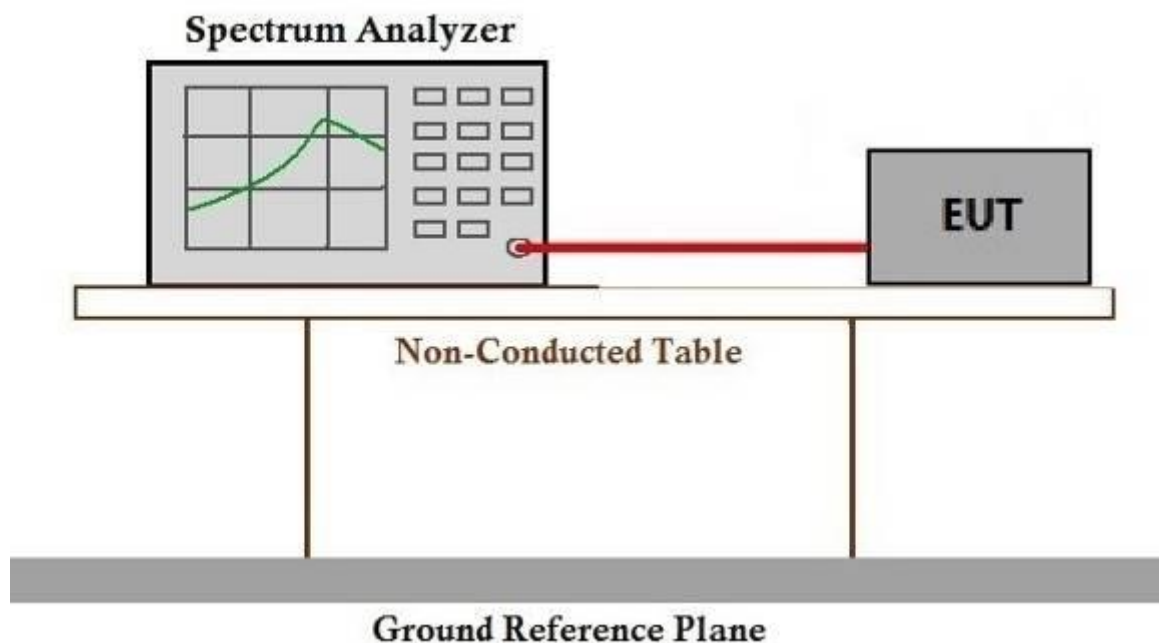 Spectrum Analyzer
EUT
Non-Conducted Table
Ground Reference Plane